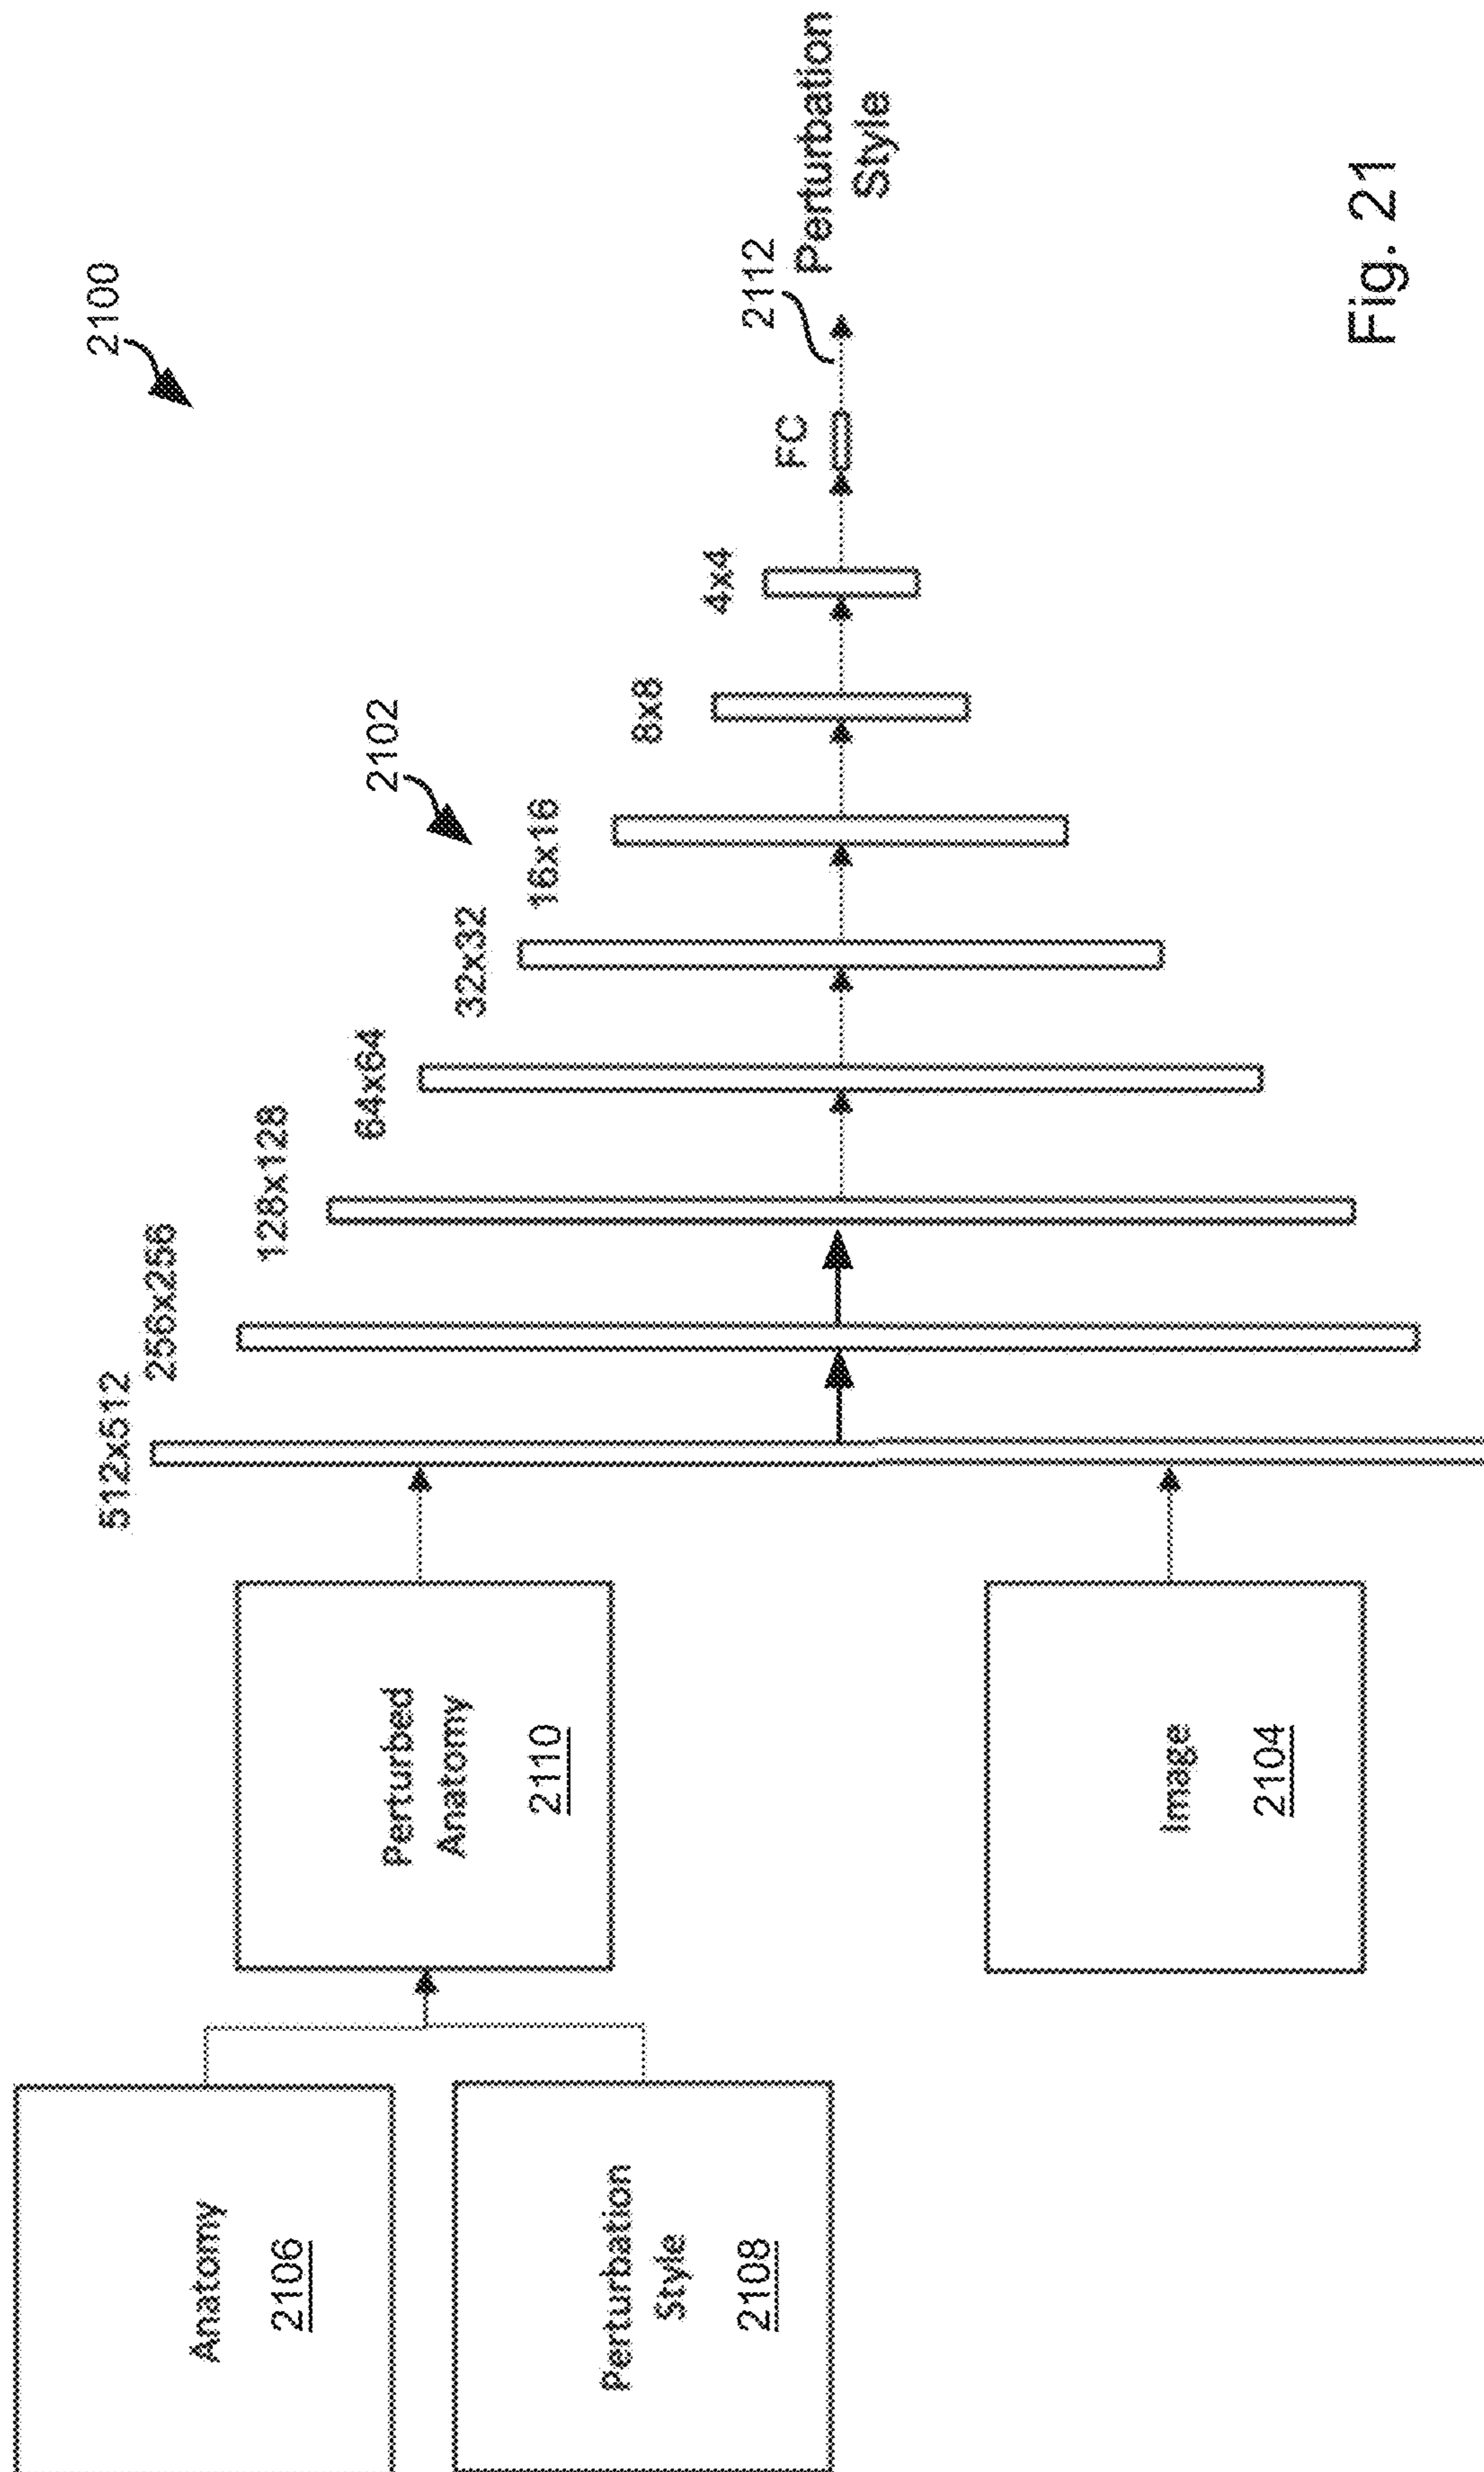 2100
2102
512x512
256x256
128x128
64x64
32x32
16x16
8x8
4x4
FC
2112
Perturbation
Style
Anatomy
2106
Perturbation
Style
2108
Perturbed
Anatomy
2110
Image
2104
Fig. 21